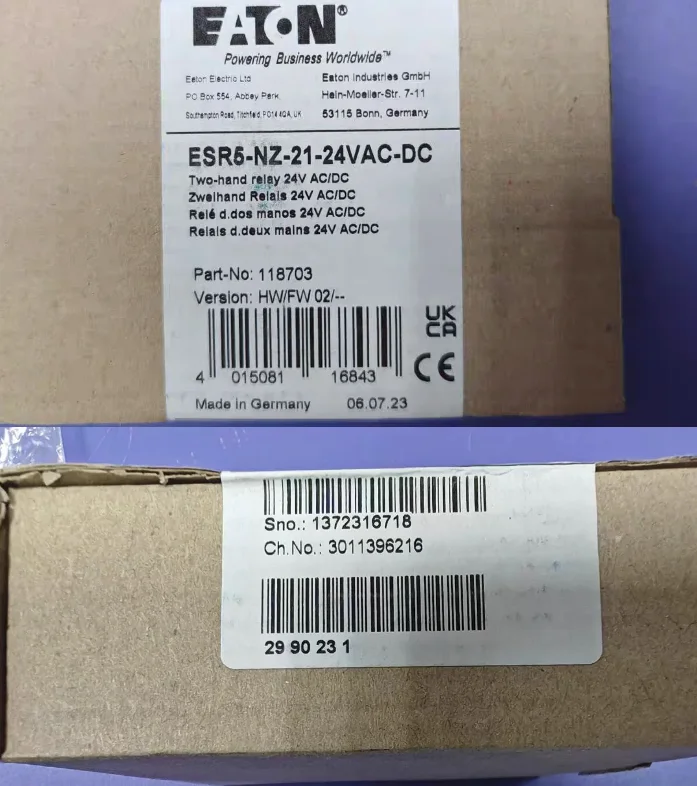 EATON®
Powering Business Worldwide™
Eaton Electric Ltd
PO Box 554, Abbey Park
Southampton Road, Titchfield, PO14 4QA, UK
Eaton Industries GmbH
Hein-Moeller-Str. 7-11
53115 Bonn, Germany
ESR5-NZ-21-24VAC-DC
Two-hand relay 24V AC/DC
Zweihand Relais 24V AC/DC
Relé d.dos manos 24V AC/DC
Relais d.deux mains 24V AC/DC
Part-No: 118703
Version: HW/FW 02/--
UK
CA
4 015081 16843
CE
Made in Germany 06.07.23
Sno.: 1372316718
Ch.No.: 3011396216
29 90 23 1